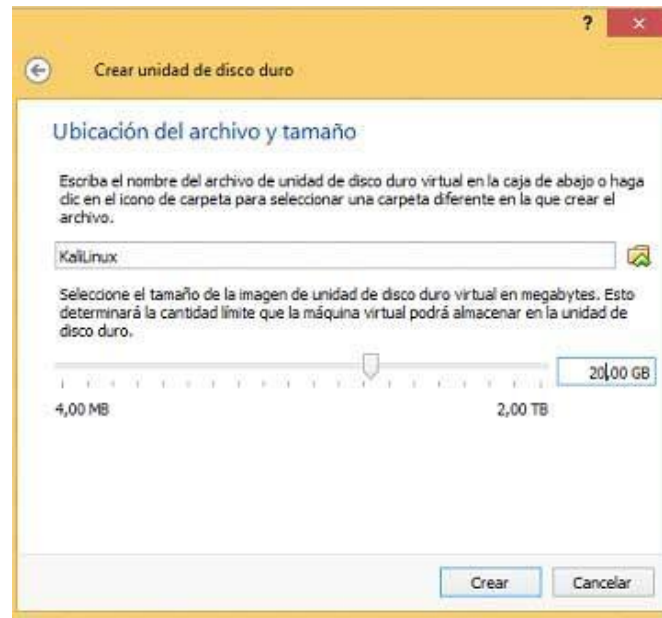 ?
Crear unidad de disco duro
Ubicación del archivo y tamaño
Escriba el nombre del archivo de unidad de disco duro virtual en la caja de abajo o haga
clic en el icono de carpeta para seleccionar una carpeta diferente en la que crear el
archivo.
KaliLinux
Seleccione el tamaño de la imagen de unidad de disco duro virtual en megabytes. Esto
determinará la cantidad límite que la máquina virtual podrá almacenar en la unidad de
disco duro.
20,00 GB
4,00 MB 2,00 TB
Crear Cancelar